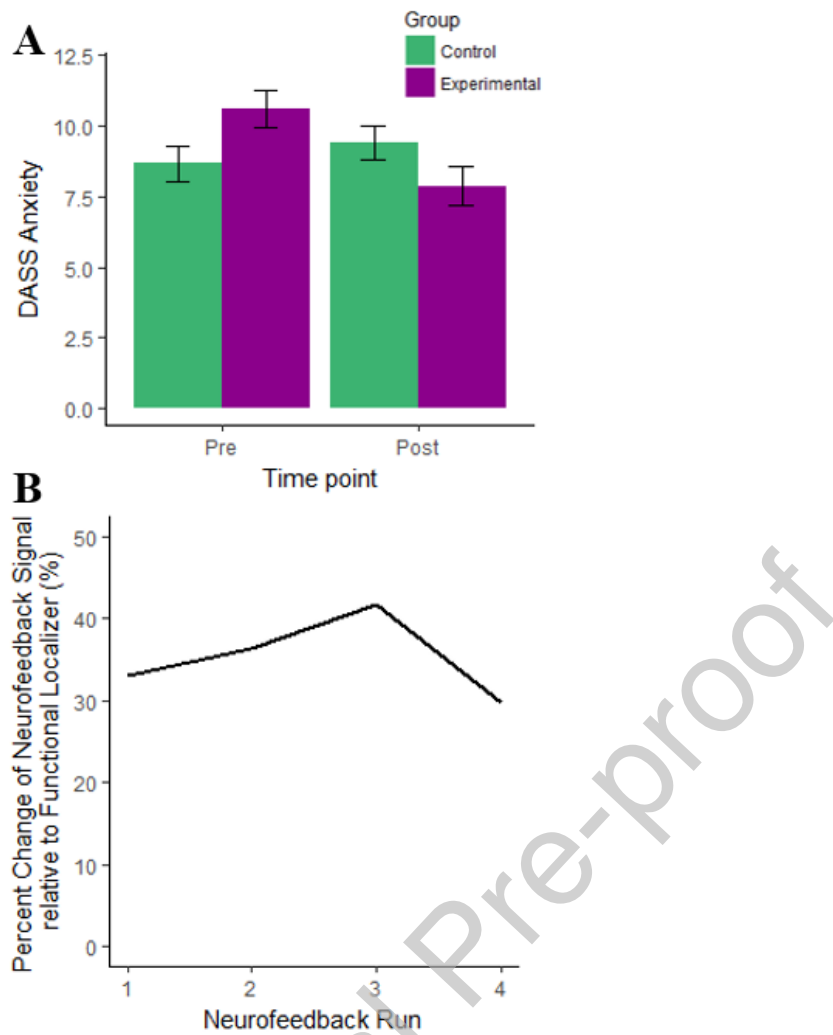 A
Group
Control
Experimental
12.5
10.0
7.5
5.0
2.5
0.0
DASS Anxiety
Pre
Post
Time point
B
Percent Change of Neurofeedback Signal
relative to Functional Localizer (%)
50
40
30
20
10
0
1
2
3
4
Neurofeedback Run
Pre-proof